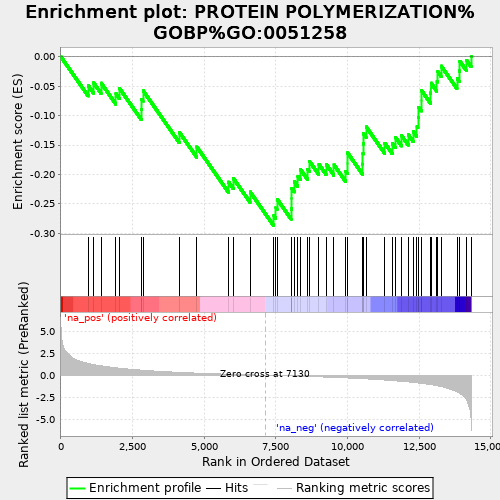 Enrichment plot: PROTEIN POLYMERIZATION%
GOBP%GO:0051258
Enrichment score (ES)
0.00
-0.05
-0.10
-0.15
-0.20
-0.25
-0.30
Ranked list metric (PreRanked)
'na_pos' (positively correlated)
5.0
2.5
0.0
-2.5
-5.0
Zero cross at 7130
'na_neg' (negatively correlated)
0
2,500
5,000
7,500
10,000
12,500
15,000
Rank in Ordered Dataset
Enrichment profile
Hits
Ranking metric scores